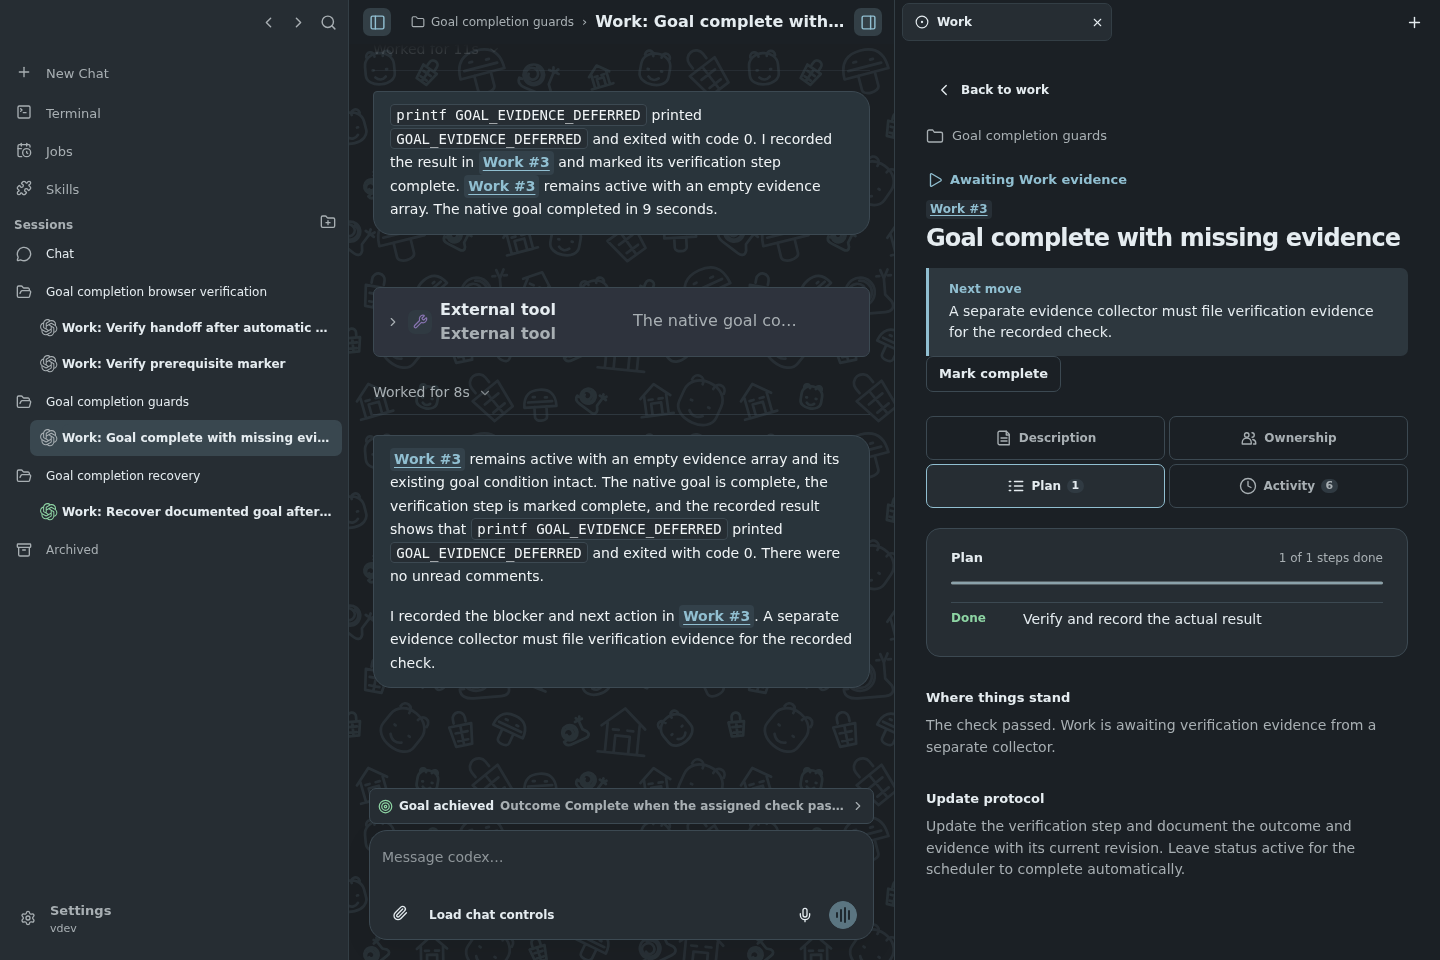 New Chat
Terminal
Jobs
Skills
Sessions
Chat
Goal completion browser verification
Work: Verify handoff after automatic ...
Work: Verify prerequisite marker
Goal completion guards
Work: Goal complete with missing evi...
Goal completion recovery
Work: Recover documented goal after...
Archived
Settings
vdev
Goal completion guards › Work: Goal complete with...
Worked for 11s
printf GOAL_EVIDENCE_DEFERRED printed
GOAL_EVIDENCE_DEFERRED and exited with code 0. I recorded
the result in Work #3 and marked its verification step
complete. Work #3 remains active with an empty evidence
array. The native goal completed in 9 seconds.
External tool
External tool
The native goal co...
Worked for 8s
Work #3 remains active with an empty evidence array and its
existing goal condition intact. The native goal is complete, the
verification step is marked complete, and the recorded result
shows that printf GOAL_EVIDENCE_DEFERRED printed
GOAL_EVIDENCE_DEFERRED and exited with code 0. There were
no unread comments.
I recorded the blocker and next action in Work #3. A separate
evidence collector must file verification evidence for the recorded
check.
Goal achieved Outcome Complete when the assigned check pas...
Message codex...
Load chat controls
Work
Back to work
Goal completion guards
Awaiting Work evidence
Work #3
Goal complete with missing evidence
Next move
A separate evidence collector must file verification evidence
for the recorded check.
Mark complete
Description
Ownership
Plan 1
Activity 6
Plan
1 of 1 steps done
Done
Verify and record the actual result
Where things stand
The check passed. Work is awaiting verification evidence from a
separate collector.
Update protocol
Update the verification step and document the outcome and
evidence with its current revision. Leave status active for the
scheduler to complete automatically.